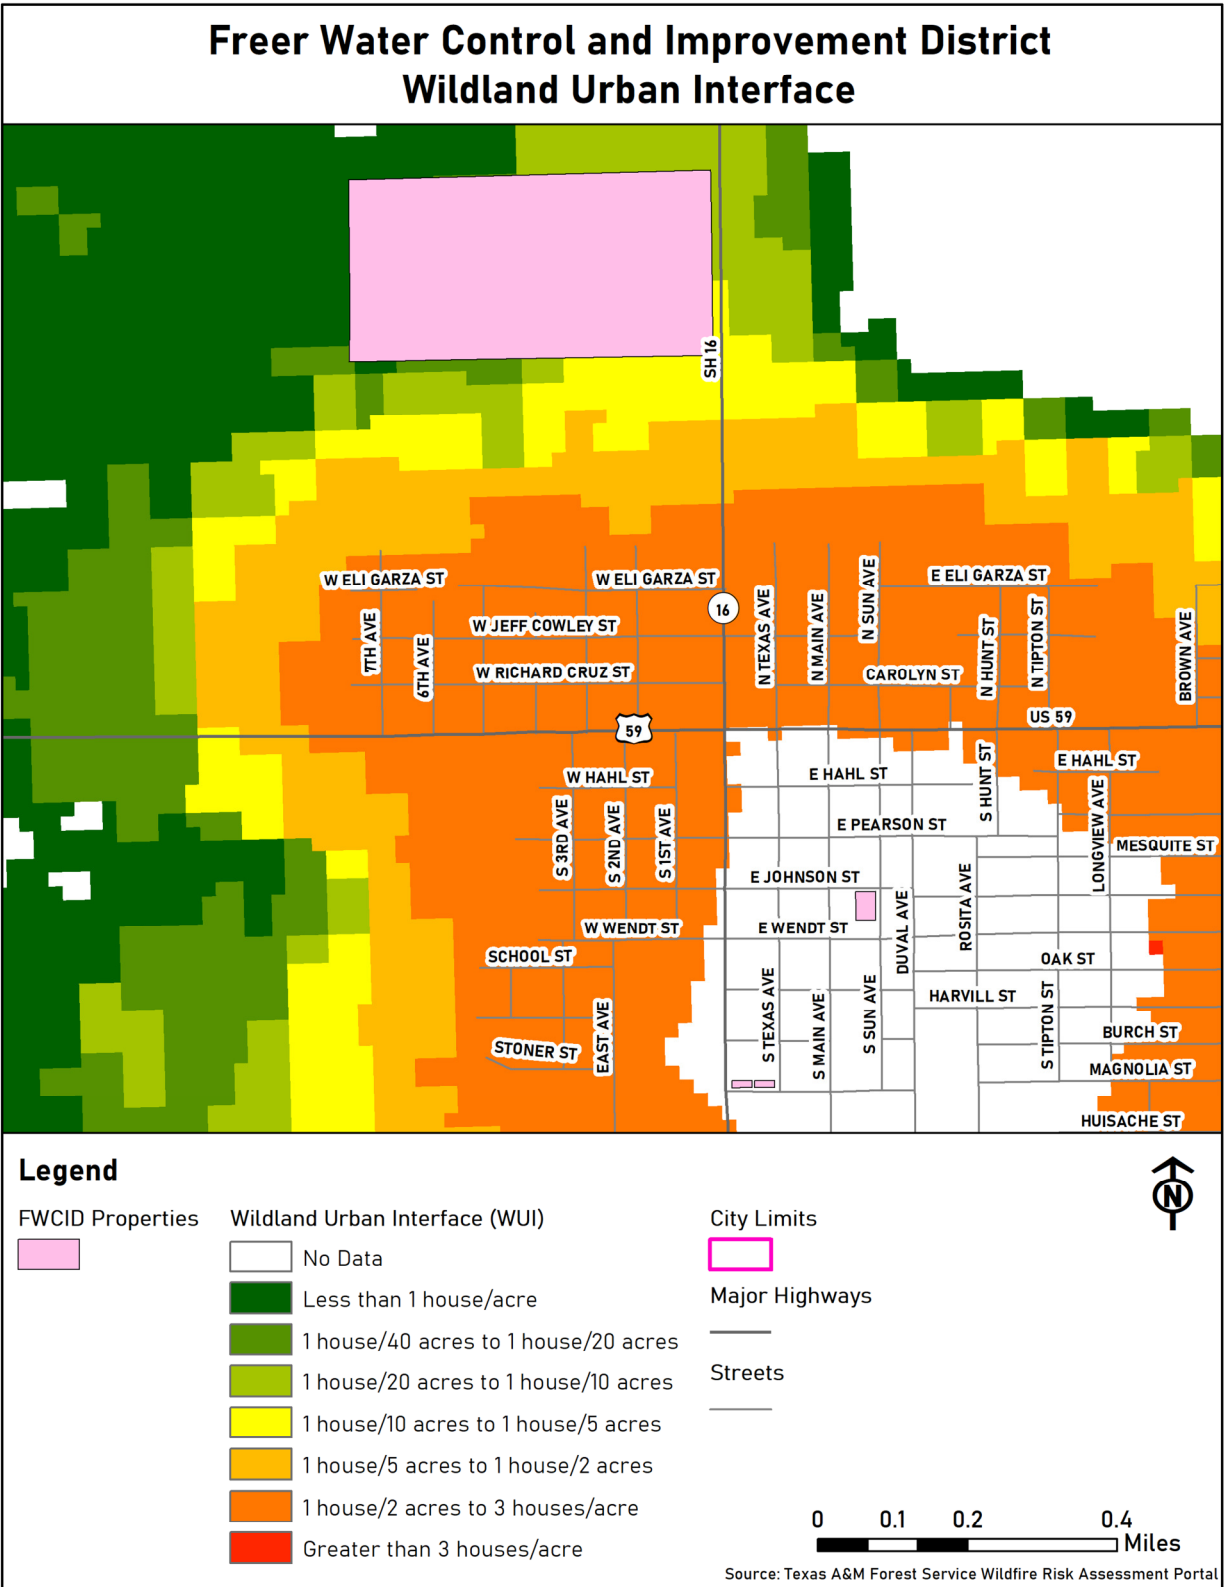 Freer Water Control and Improvement District
Wildland Urban Interface
SH 16
W ELI GARZA ST
W ELI GARZA ST
E ELI GARZA ST
16
N TEXAS AVE
N MAIN AVE
N SUN AVE
N HUNT ST
N TIPTON ST
BROWN AVE
7TH AVE
6TH AVE
W JEFF COWLEY ST
W RICHARD CRUZ ST
CAROLYN ST
US 59
59
W HAHL ST
E HAHL ST
S HUNT ST
E HAHL ST
S 3RD AVE
S 2ND AVE
S 1ST AVE
E PEARSON ST
LONGVIEW AVE
MESQUITE ST
E JOHNSON ST
DUVAL AVE
ROSITA AVE
W WENDT ST
E WENDT ST
SCHOOL ST
OAK ST
HARVILL ST
S TEXAS AVE
S MAIN AVE
S SUN AVE
S TIPTON ST
EAST AVE
STONER ST
BURCH ST
MAGNOLIA ST
HUISACHE ST
Legend
FWCID Properties
Wildland Urban Interface (WUI)
No Data
Less than 1 house/acre
1 house/40 acres to 1 house/20 acres
1 house/20 acres to 1 house/10 acres
1 house/10 acres to 1 house/5 acres
1 house/5 acres to 1 house/2 acres
1 house/2 acres to 3 houses/acre
Greater than 3 houses/acre
City Limits
Major Highways
Streets
N
0 0.1 0.2 0.4
Miles
Source: Texas A&M Forest Service Wildfire Risk Assessment Portal